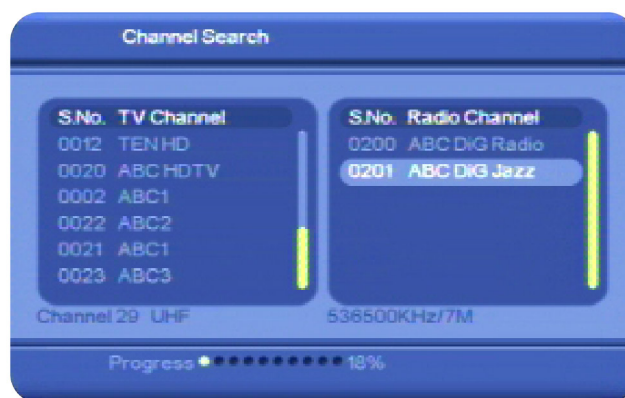 Channel Search
S.No. TV Channel
0012 TEN HD
0020 ABC HDTV
0002 ABC1
0022 ABC2
0021 ABC1
0023 ABC3
S.No. Radio Channel
0200 ABC DiG Radio
0201 ABC DiG Jazz
Channel 29 UHF
536500KHz/7M
Progress 18%